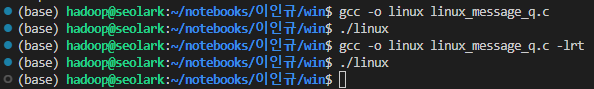 (base) hadoop@seolark:~/notebooks/이인규/win$ gcc -o linux linux_message_q.c
(base) hadoop@seolark:~/notebooks/이인규/win$ ./linux
(base) hadoop@seolark:~/notebooks/이인규/win$ gcc -o linux linux_message_q.c -lrt
(base) hadoop@seolark:~/notebooks/이인규/win$ ./linux
(base) hadoop@seolark:~/notebooks/이인규/win$